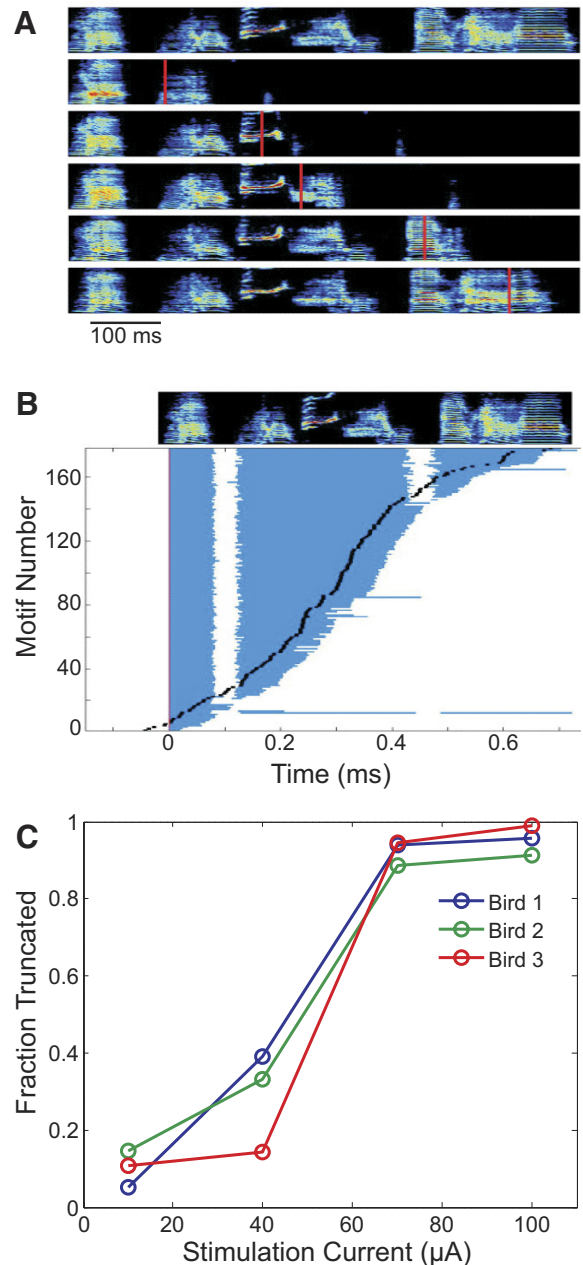 A
100 ms
B
160
120
80
40
0
Motif Number
0
0.2
0.4
0.6
Time (ms)
C
1
0.8
0.6
0.4
0.2
0
Fraction Truncated
Bird 1
Bird 2
Bird 3
0
20
40
60
80
100
Stimulation Current (µA)